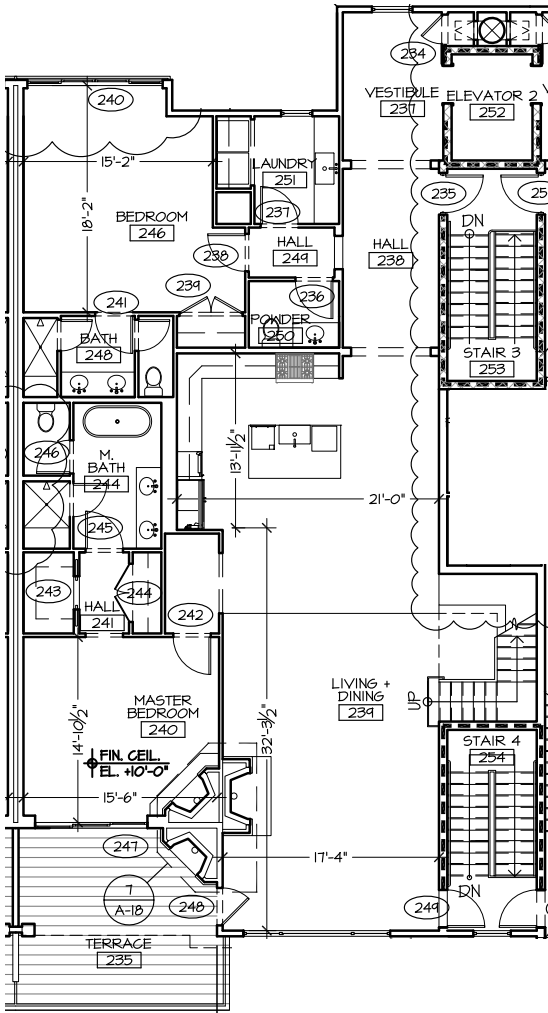 234
VESTIBULE
237
ELEVATOR 2
252
240
15'-2"
18'-2"
LAUNDRY
251
235
BEDROOM
246
237
DN
238
HALL
249
HALL
238
239
236
241
POWDER
250
BATH
248
STAIR 3
253
13'-11½"
246
M.
BATH
244
21'-0"
245
243
244
242
HALL
241
LIVING +
DINING
239
UP
MASTER
BEDROOM
240
14'-10½"
32'-3½"
STAIR 4
254
FIN. CEIL.
EL. +10'-0"
15'-6"
247
17'-4"
7
A-18
248
249
DN
TERRACE
235